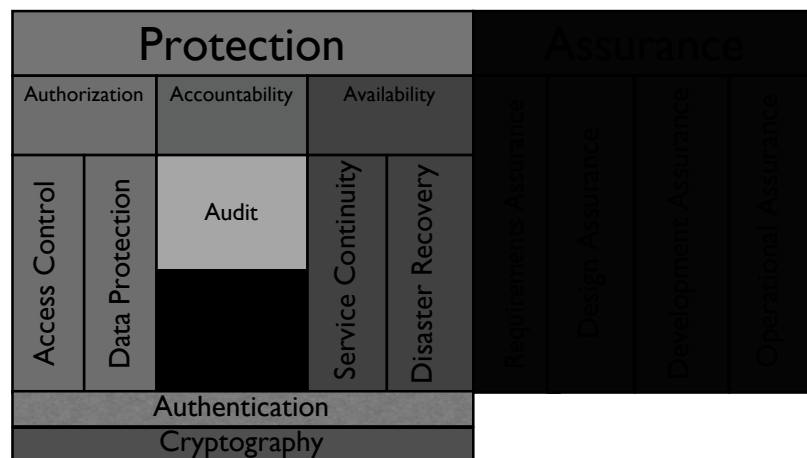 Protection
Assurance
Authorization
Accountability
Availability
Access Control
Data Protection
Audit
Service Continuity
Disaster Recovery
Requirements Assurance
Design Assurance
Development Assurance
Operational Assurance
Authentication
Cryptography